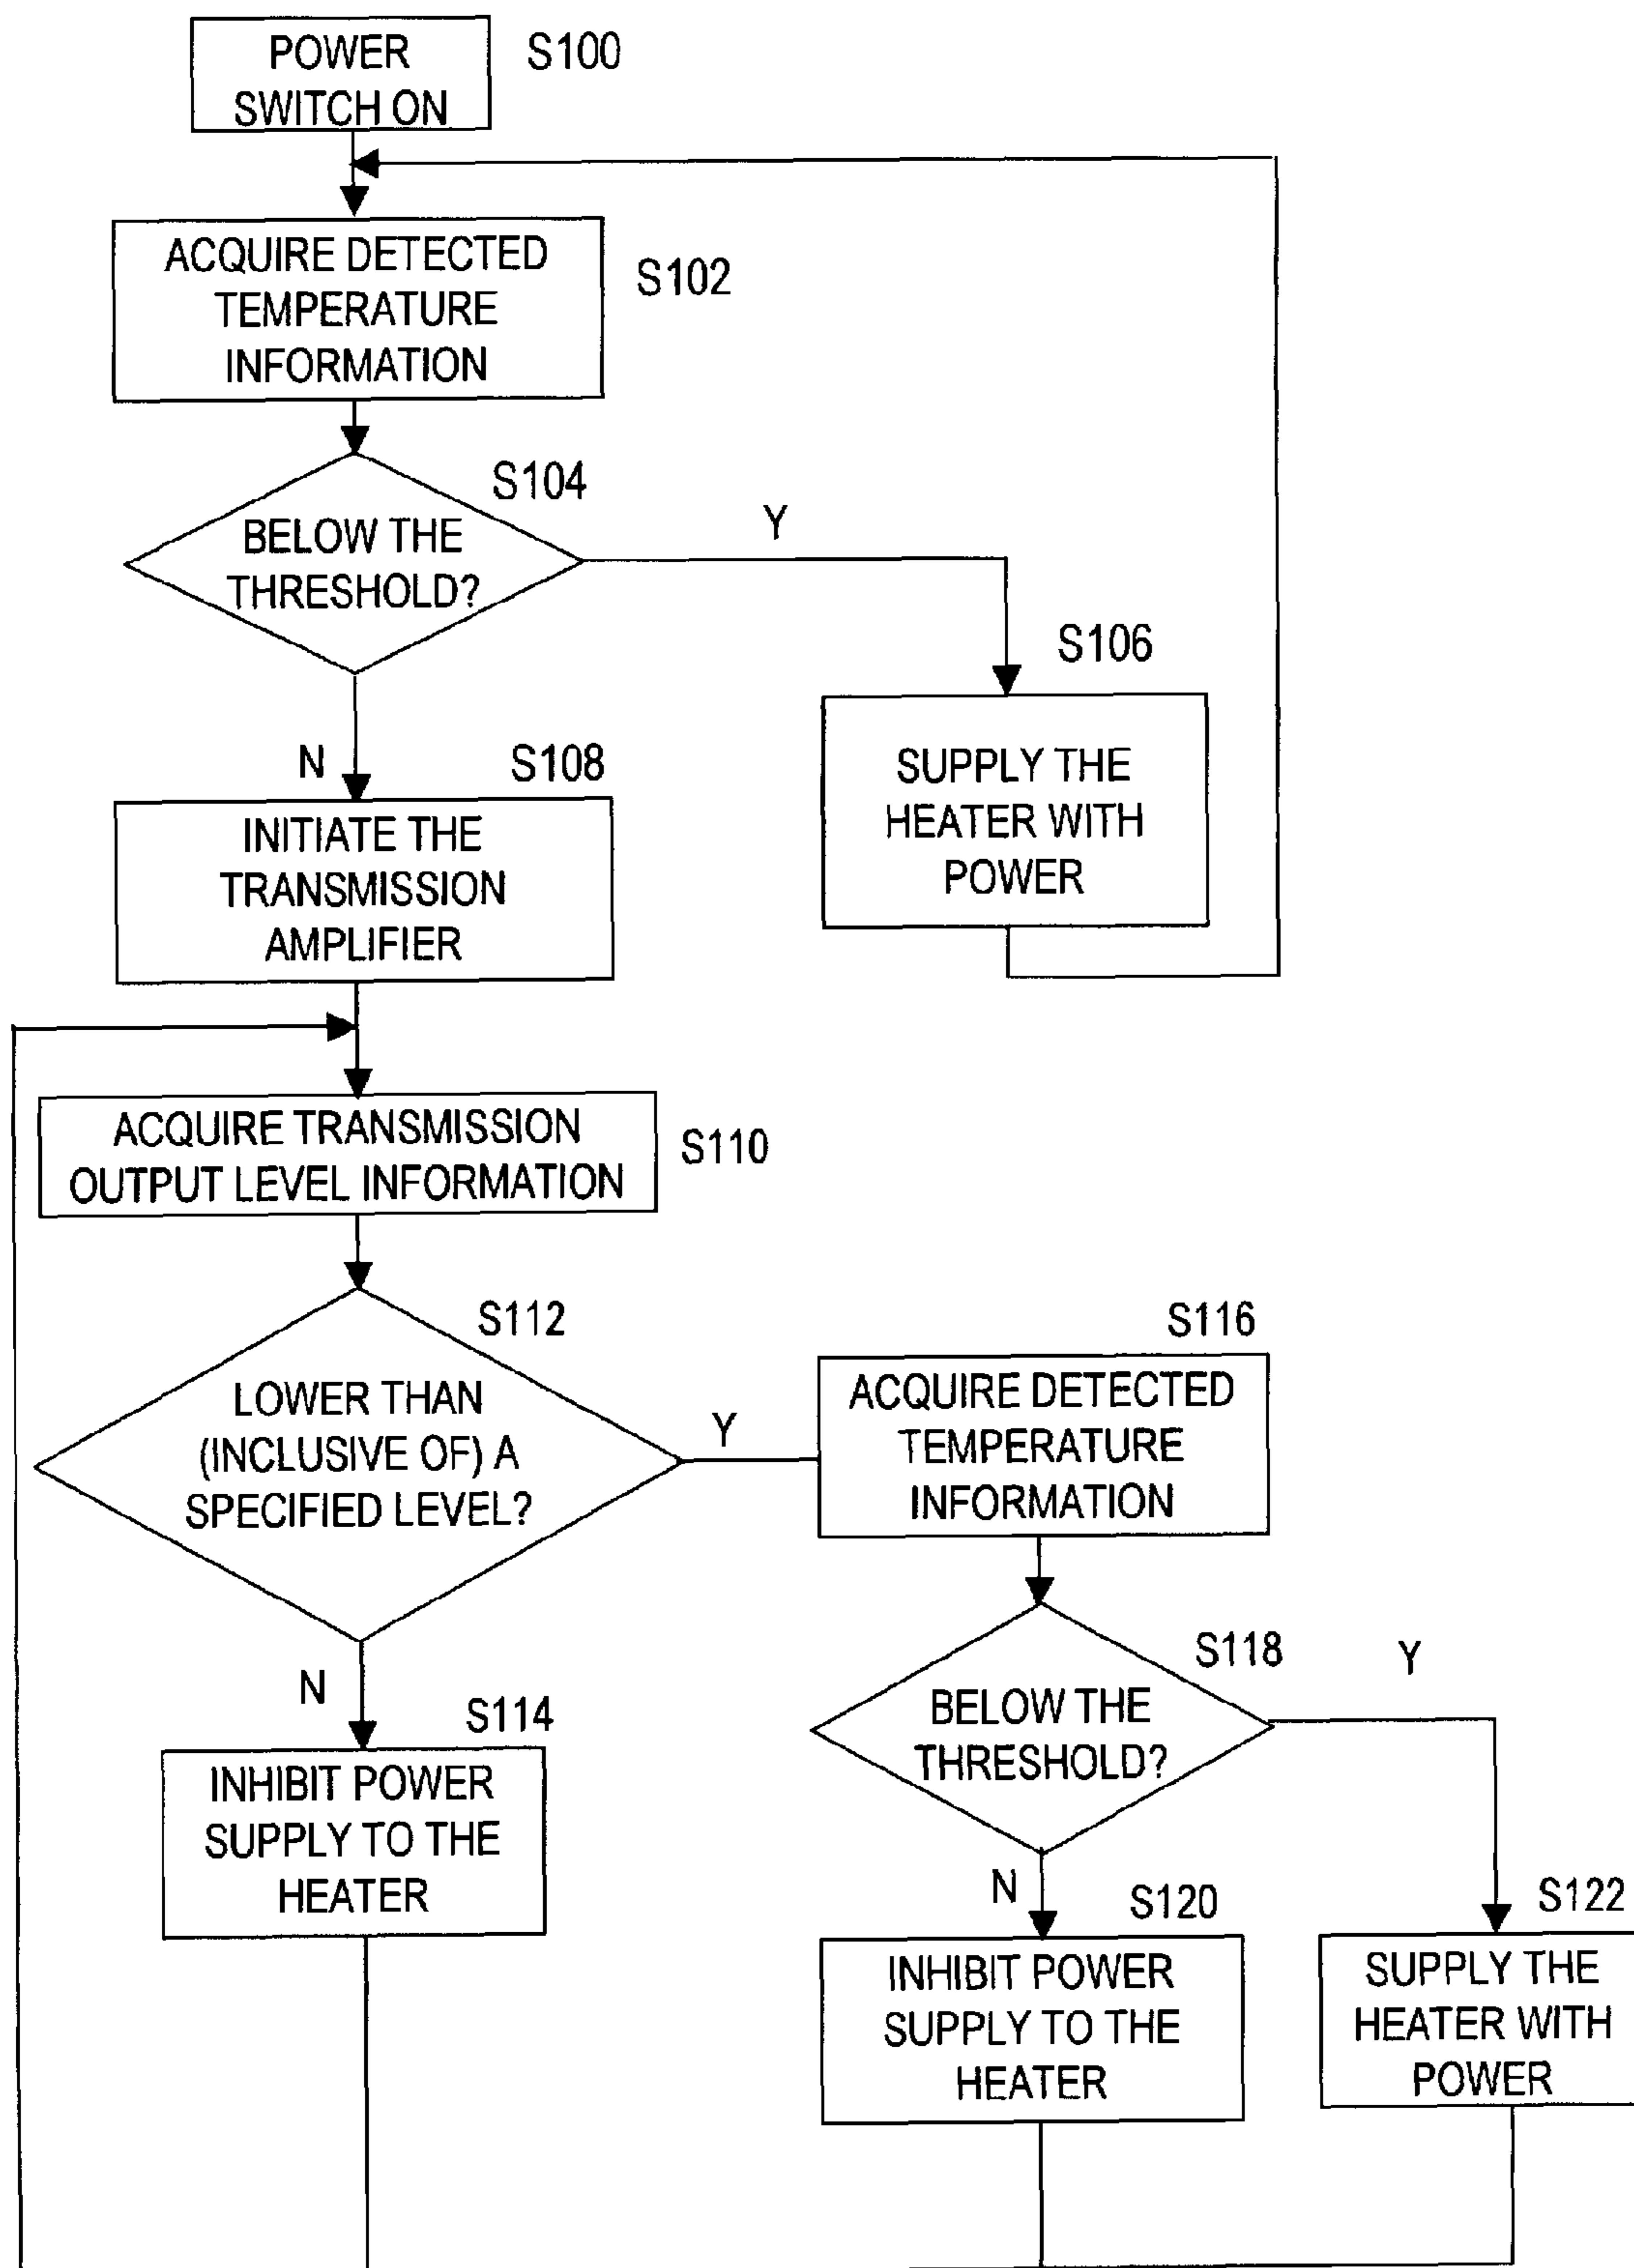 POWER
SWITCH ON
S100
ACQUIRE DETECTED
TEMPERATURE
INFORMATION
S102
S104
BELOW THE
THRESHOLD?
Y
S106
SUPPLY THE
HEATER WITH
POWER
N
S108
INITIATE THE
TRANSMISSION
AMPLIFIER
ACQUIRE TRANSMISSION
OUTPUT LEVEL INFORMATION
S110
S112
LOWER THAN
(INCLUSIVE OF) A
SPECIFIED LEVEL?
Y
S116
ACQUIRE DETECTED
TEMPERATURE
INFORMATION
N
S114
INHIBIT POWER
SUPPLY TO THE
HEATER
S118
BELOW THE
THRESHOLD?
Y
N
S120
INHIBIT POWER
SUPPLY TO THE
HEATER
S122
SUPPLY THE
HEATER WITH
POWER